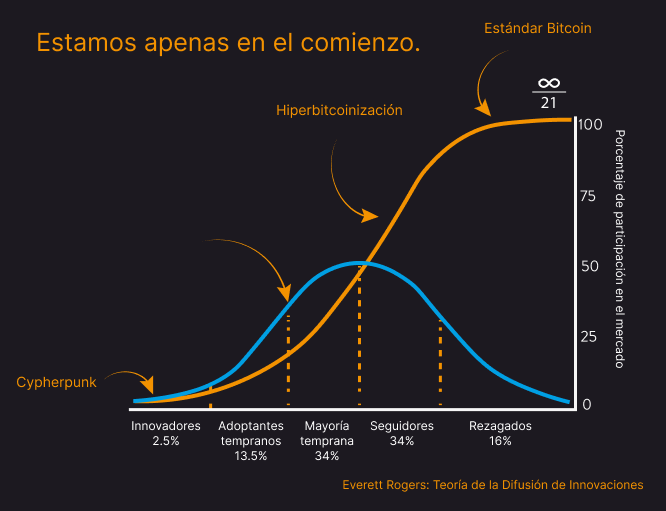 Estamos apenas en el comienzo.
Estándar Bitcoin
∞
21
Hiperbitcoinización
100
75
50
25
0
Porcentaje de participación en el mercado
Cypherpunk
Innovadores
2.5%
Adoptantes
tempranos
13.5%
Mayoría
temprana
34%
Seguidores
34%
Rezagados
16%
Everett Rogers: Teoría de la Difusión de Innovaciones